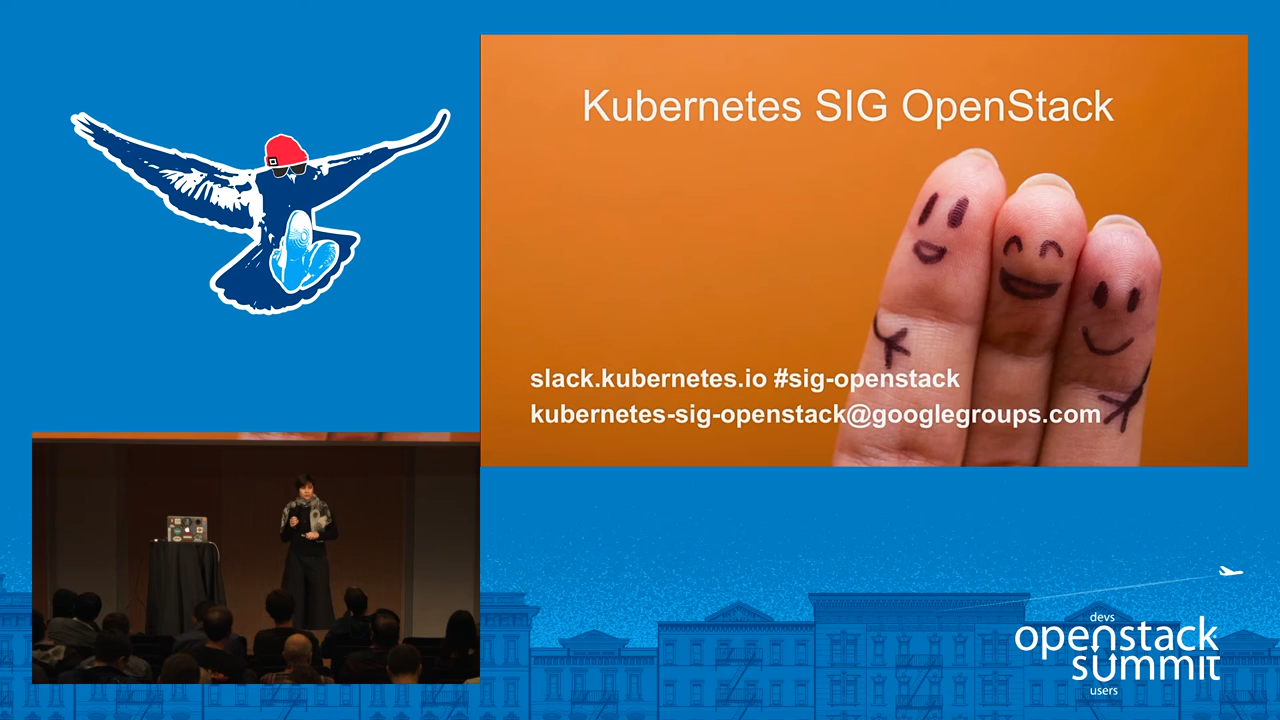 Kubernetes SIG OpenStack
slack.kubernetes.io #sig-openstack
kubernetes-sig-openstack@googlegroups.com
devs
openstack
summit
users